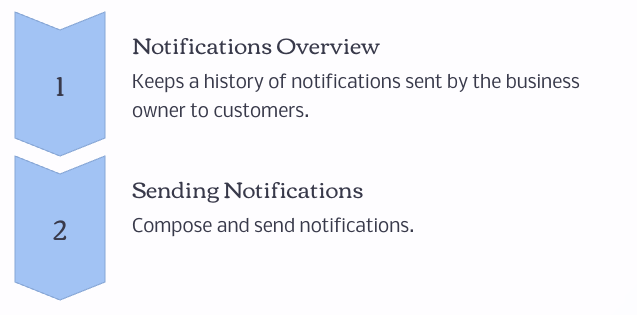 1
Notifications Overview
Keeps a history of notifications sent by the business
owner to customers.
2
Sending Notifications
Compose and send notifications.